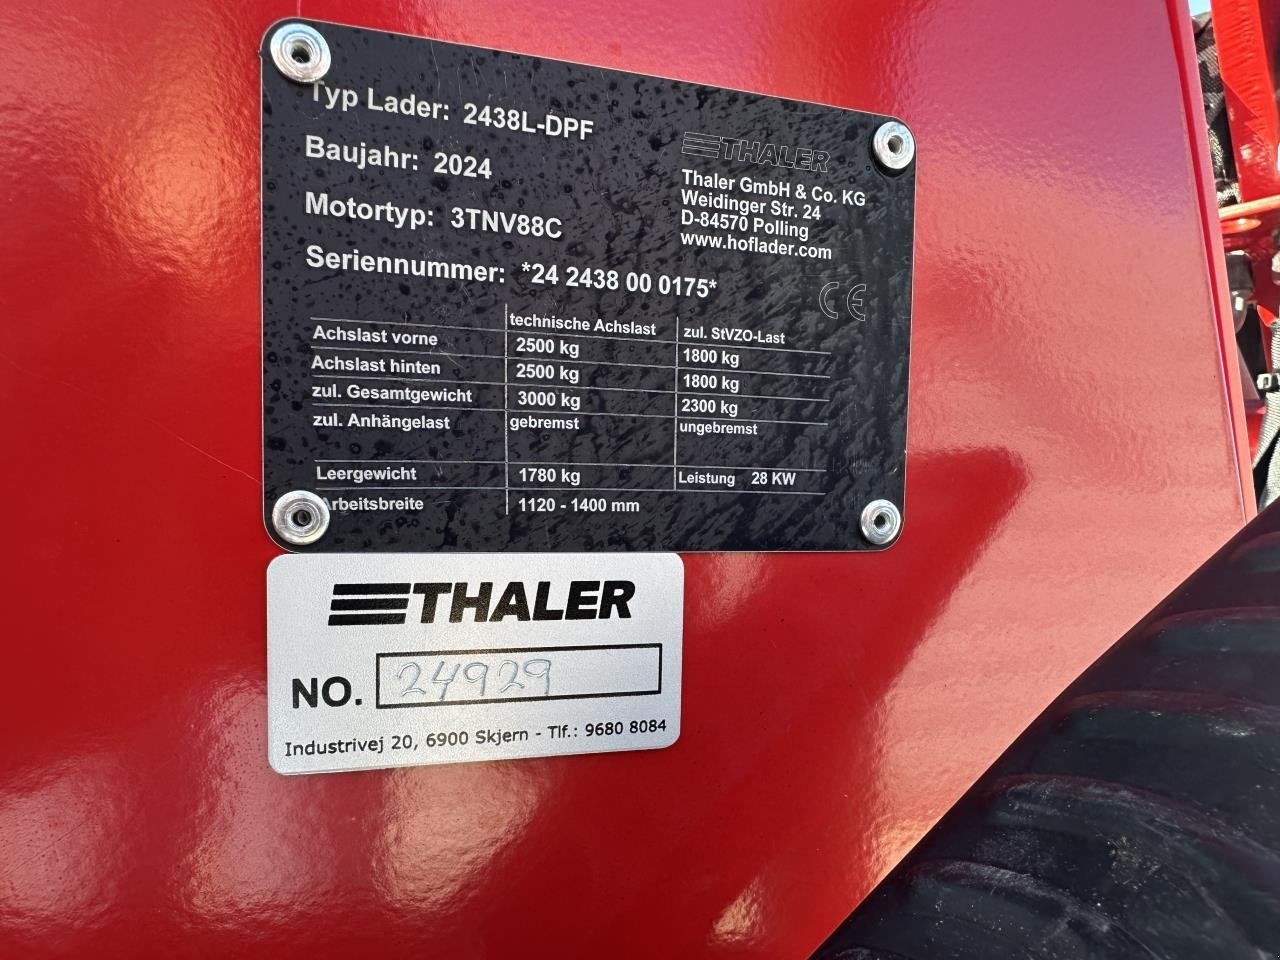 Typ Lader: 2438L-DPF
Baujahr: 2024
Motortyp: 3TNV88C
Seriennummer: *24 2438 00 0175*
THALER
Thaler GmbH & Co. KG
Weidinger Str. 24
D-84570 Polling
www.hoflader.com
CE
technische Achslast zul. StVZO-Last
Achslast vorne 2500 kg 1800 kg
Achslast hinten 2500 kg 1800 kg
zul. Gesamtgewicht 3000 kg 2300 kg
zul. Anhängelast gebremst ungebremst
Leergewicht 1780 kg Leistung 28 KW
Arbeitsbreite 1120 - 1400 mm
THALER
NO. 24929
Industrivej 20, 6900 Skjern - Tlf.: 9680 8084